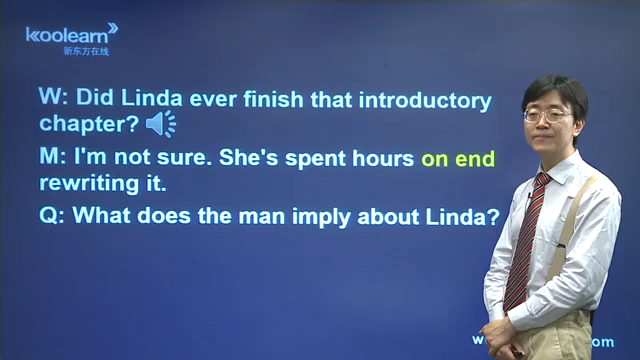 koolearn
新东方在线
W: Did Linda ever finish that introductory
chapter?
M: I'm not sure. She's spent hours on end
rewriting it.
Q: What does the man imply about Linda?